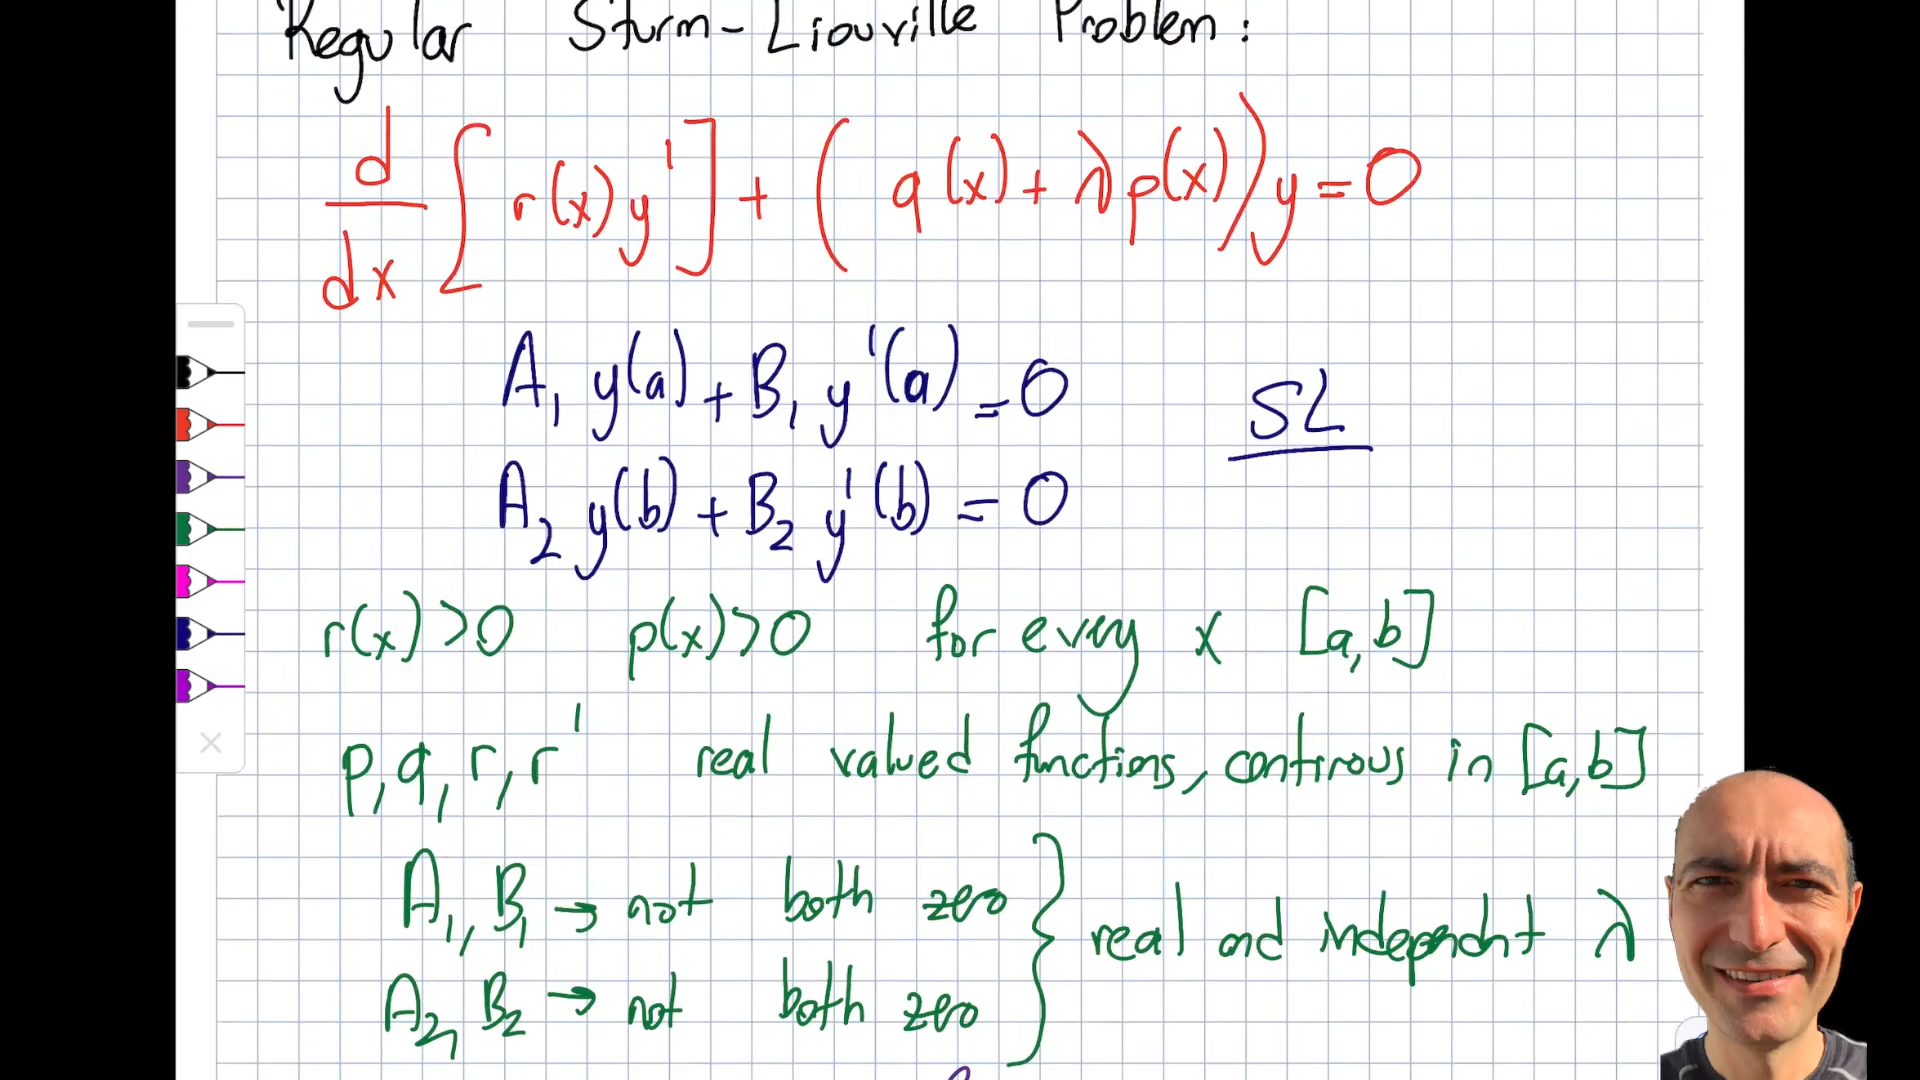 Regular Sturm-Liouville Problem:
d/dx [r(x)y'] + (q(x) + λp(x))y = 0
A₁ y(a) + B₁ y'(a) = 0
SL
A₂ y(b) + B₂ y'(b) = 0
r(x) > 0 p(x) > 0 for every x [a,b]
p, q, r, r' real valued functions, continous in [a,b]
A₁, B₁ → not both zero
real and independent λ
A₂, B₂ → not both zero